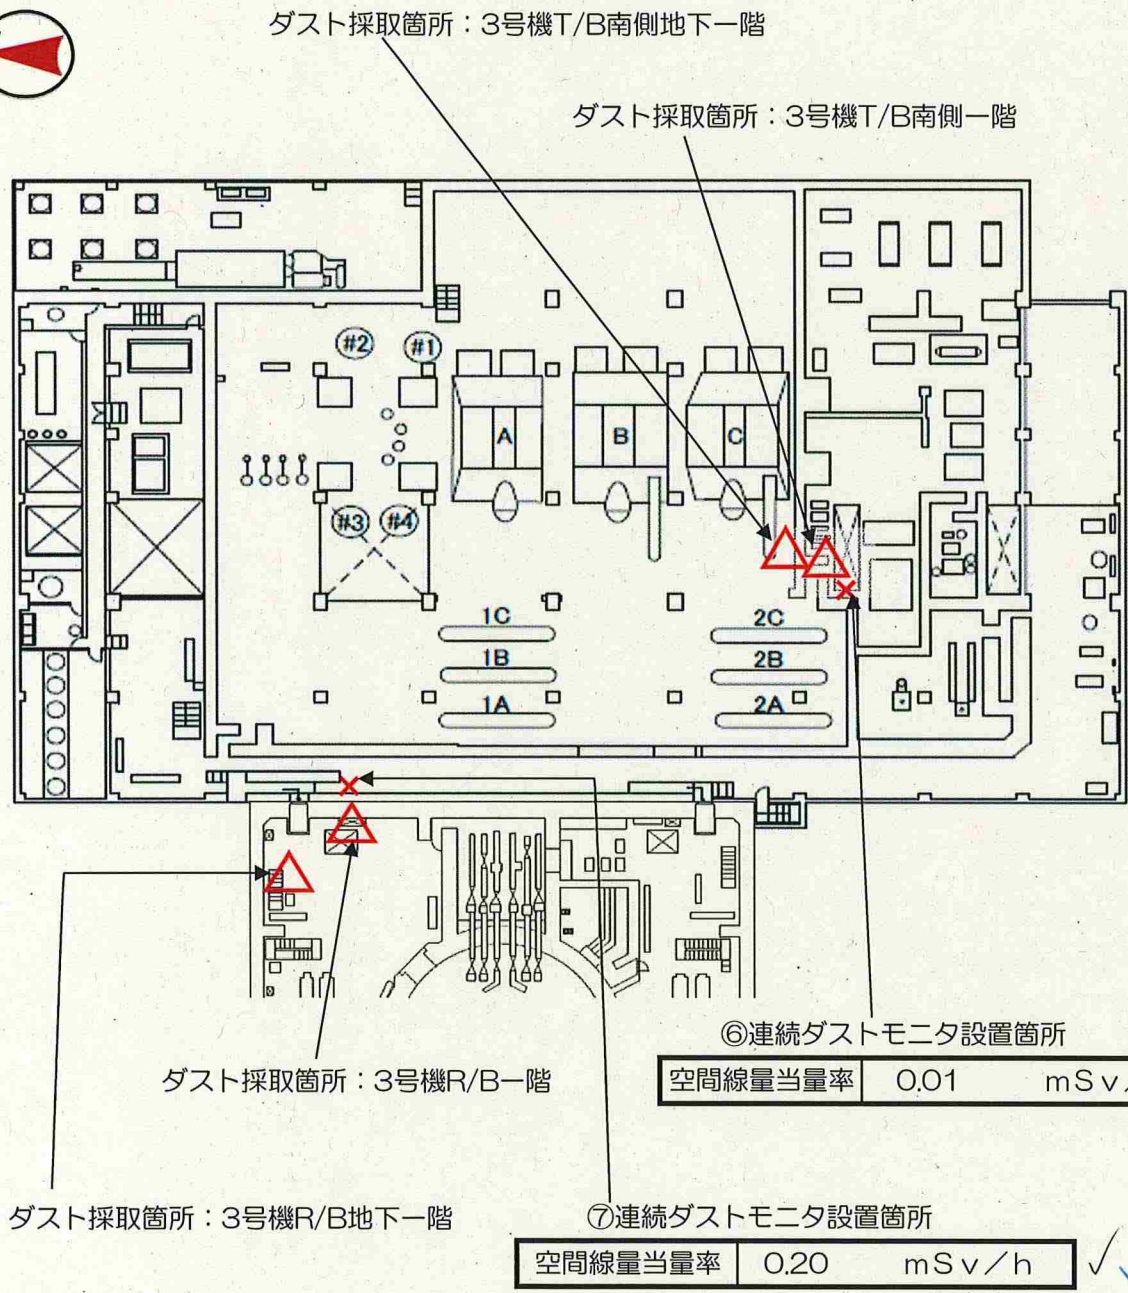 ダスト採取箇所：3号機T/B南側地下一階
ダスト採取箇所：3号機T/B南側一階
#2
#1
A
B
C
#3
#4
1C
2C
1B
2B
1A
2A
⑥連続ダストモニタ設置箇所
ダスト採取箇所：3号機R/B一階
空間線量当量率 0.01 mSv/
ダスト採取箇所：3号機R/B地下一階
⑦連続ダストモニタ設置箇所
空間線量当量率 0.20 mSv/h